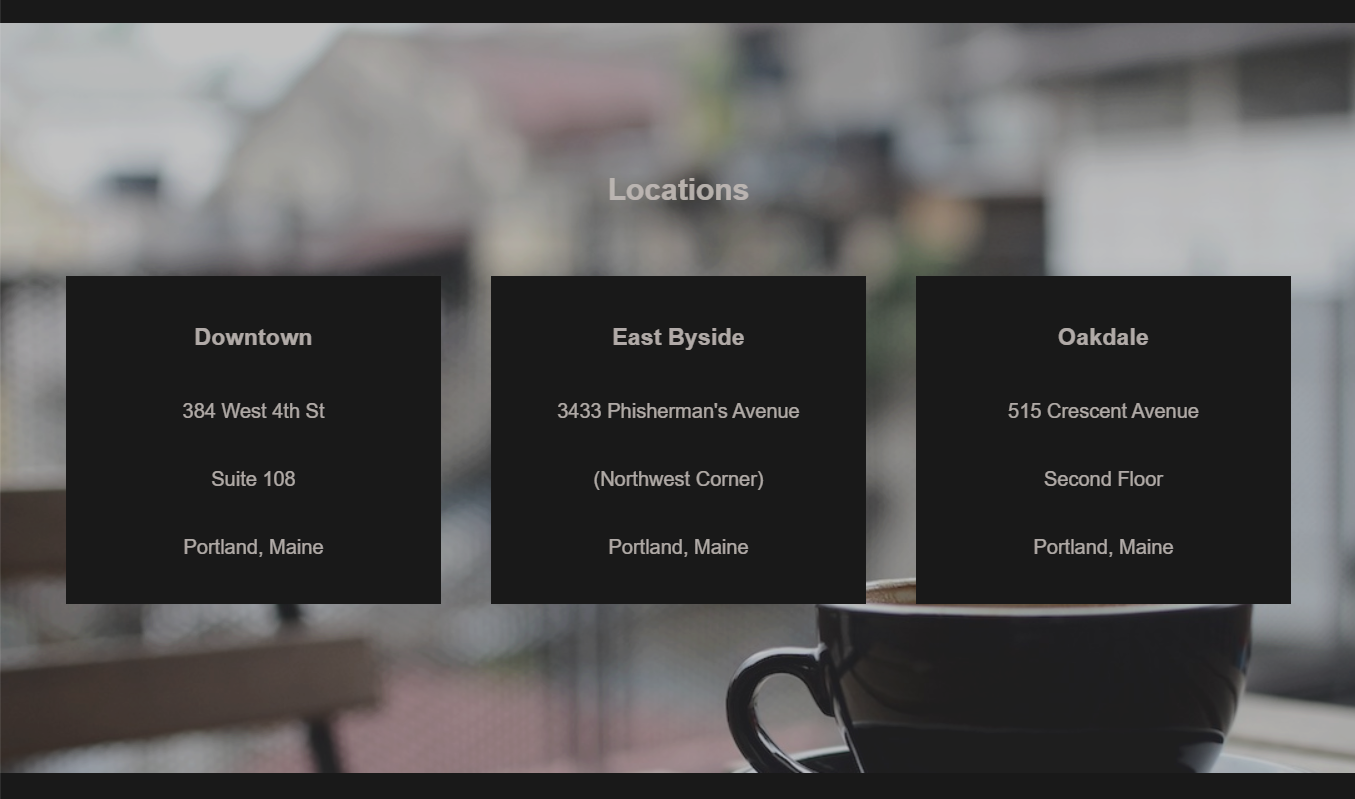 Locations
Downtown
384 West 4th St
Suite 108
Portland, Maine
East Byside
3433 Phisherman's Avenue
(Northwest Corner)
Portland, Maine
Oakdale
515 Crescent Avenue
Second Floor
Portland, Maine